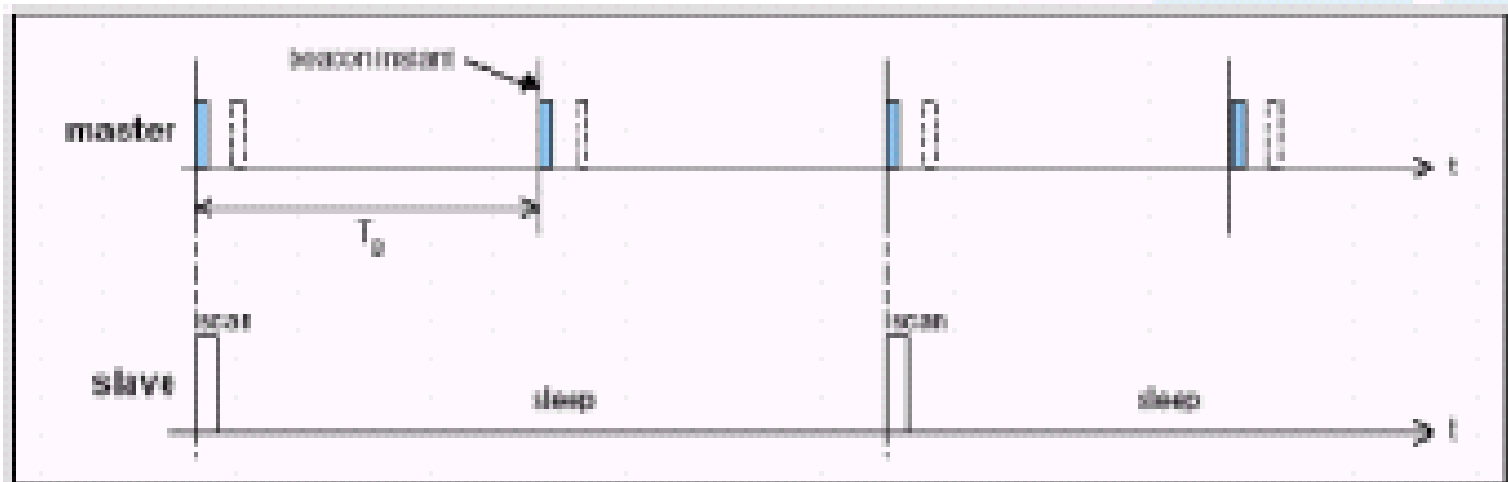 beacon instant
master
t
T_B
scan
scan
slave
sleep
sleep
t